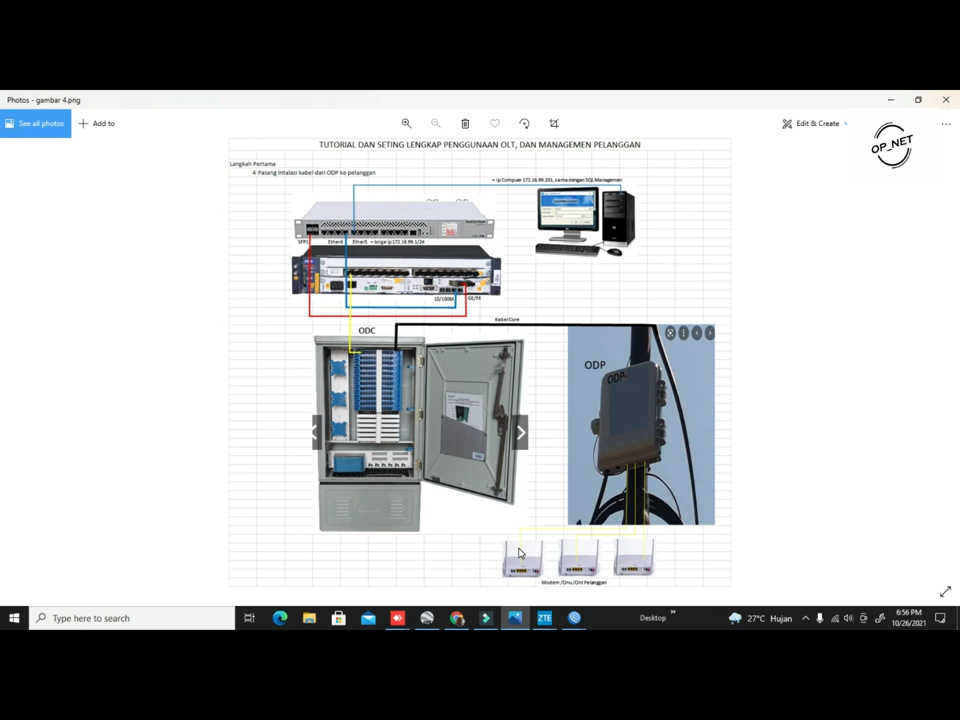 Photos - gambar 4.png
See all photos
Add to
Edit & Create
OP_NET
TUTORIAL DAN SETING LENGKAP PENGGUNAAN OLT, DAN MANAGEMEN PELANGGAN
Langkah Pertama
4 Pasang Intalasi kabel dari ODP ke pelanggan
= ip Compuer 172.16.99.101, sama dengan SQL Managemen
SFP1
Ether4
Ether5
= brige ip 172.16.99.1/24
10/100M
GE/FE
Kabel Core
ODC
ODP
ODP-
Modem /Onu /Ont Pelanggan
Type here to search
ZTE
Desktop
27°C Hujan
6:56 PM
10/26/2021